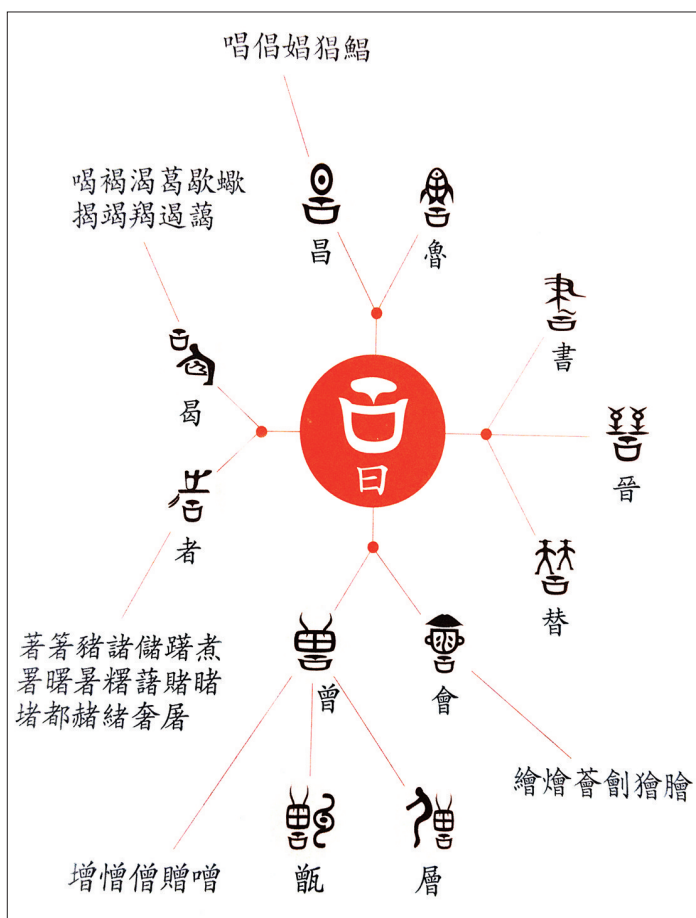 唱倡娼猖鯧
喝褐渴葛歇蠍
揭竭羯遏藹
昌
魯
書
曷
曰
晉
者
替
著箸豬諸儲躇煮
署曙暑糬藷賭睹
堵都赭緒奢屠
曾
會
繪燴薈劊獪膾
增憎僧贈噌
甑
層